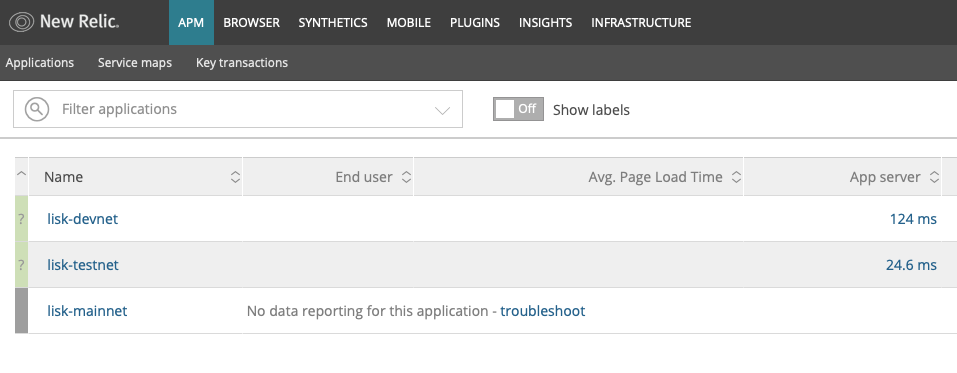 New Relic. APM BROWSER SYNTHETICS MOBILE PLUGINS INSIGHTS INFRASTRUCTURE
Applications Service maps Key transactions
Filter applications Off Show labels
Name End user Avg. Page Load Time App server
? lisk-devnet 124 ms
? lisk-testnet 24.6 ms
lisk-mainnet No data reporting for this application - troubleshoot